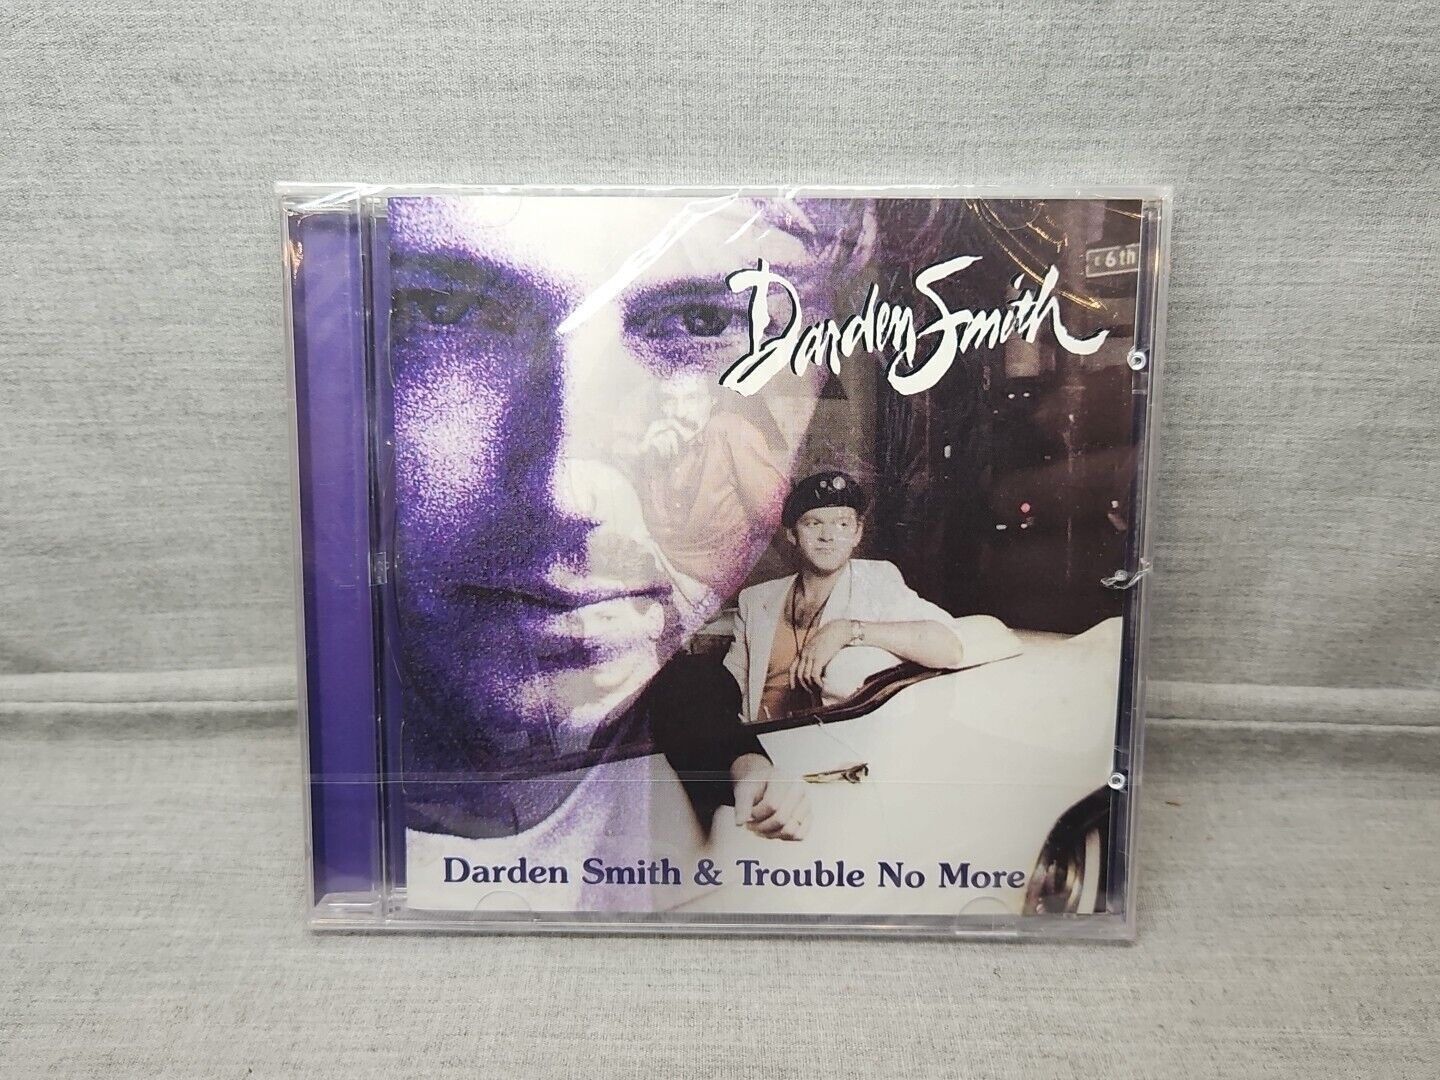 Darden Smith
E 6th
Darden Smith & Trouble No More